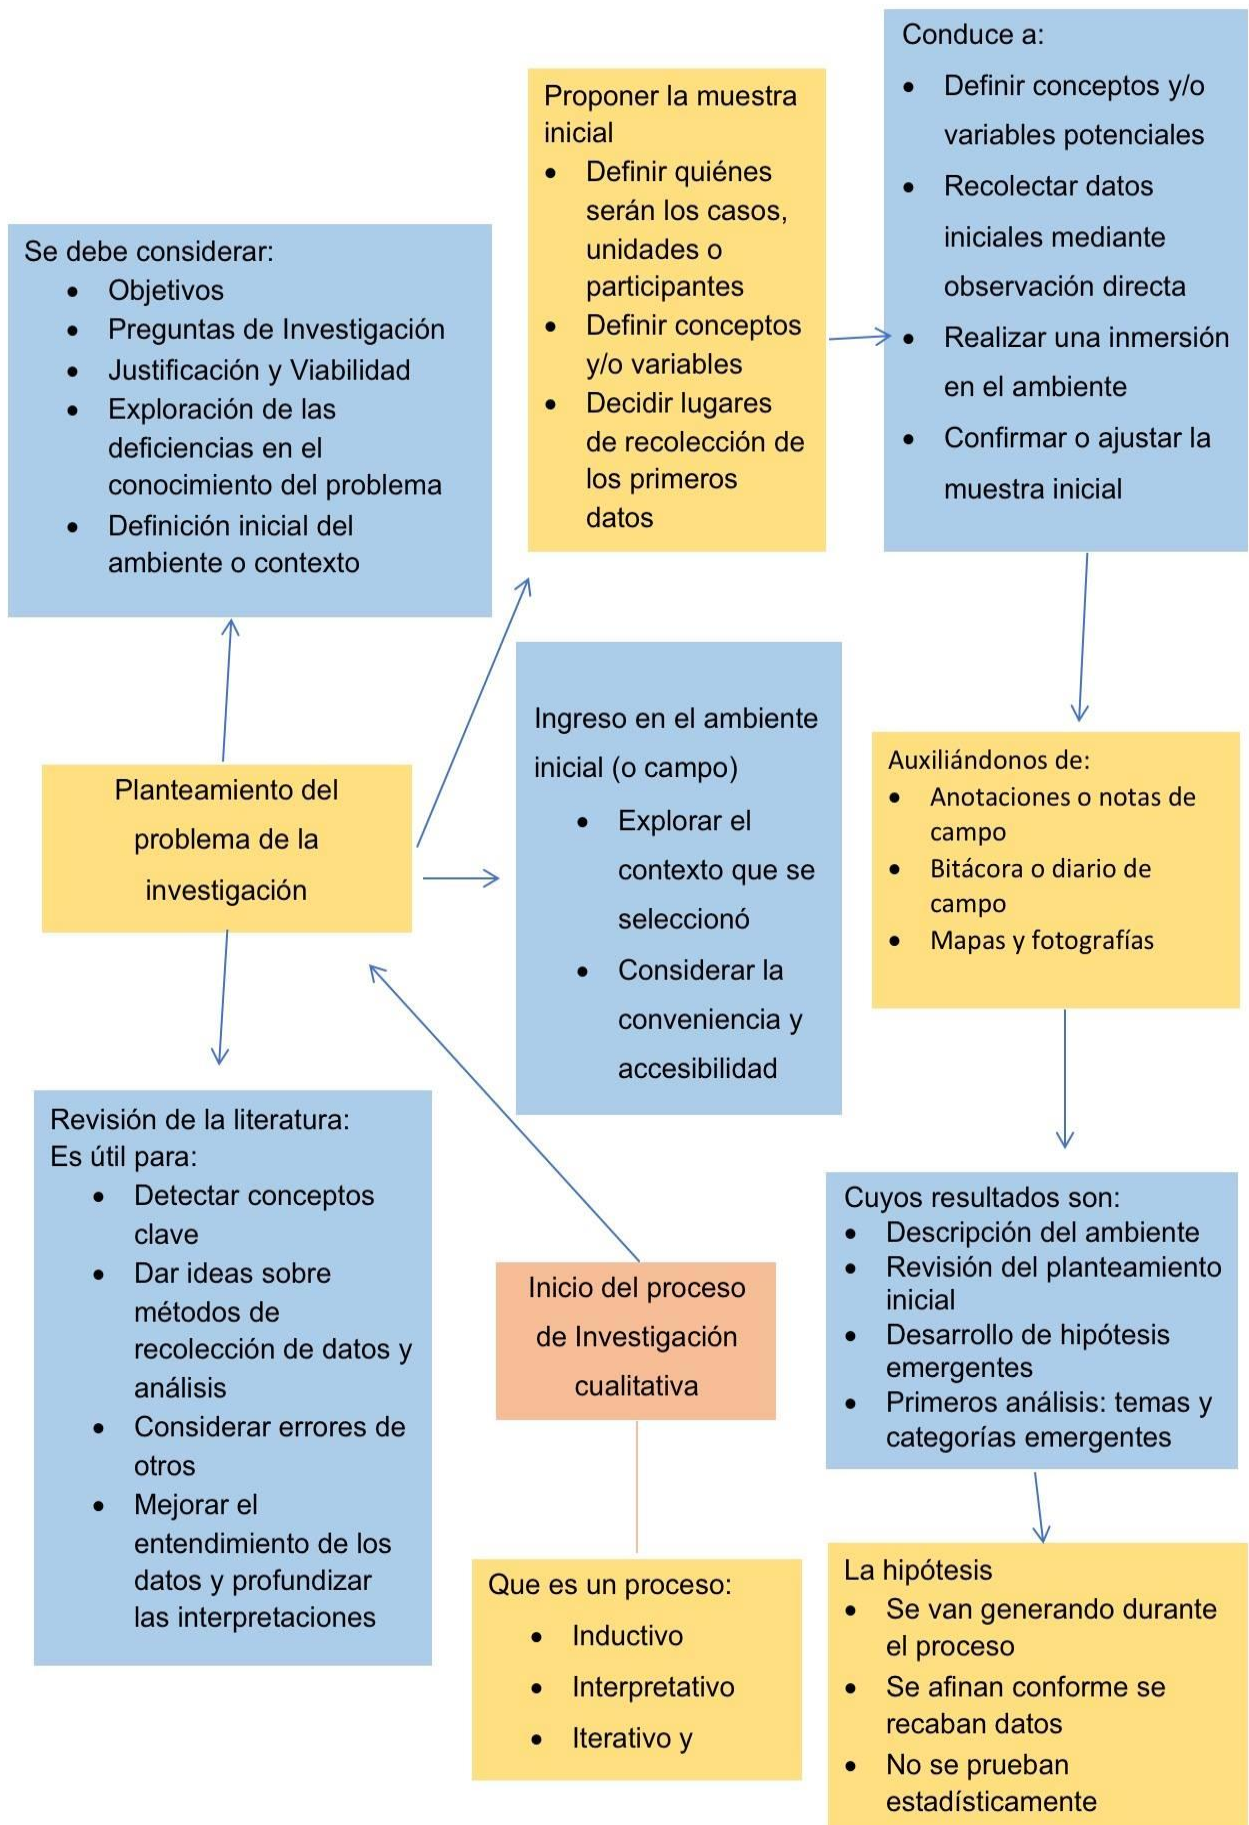 Se debe considerar:
• Objetivos
• Preguntas de Investigación
• Justificación y Viabilidad
• Exploración de las
deficiencias en el
conocimiento del problema
• Definición inicial del
ambiente o contexto
Proponer la muestra
inicial
• Definir quiénes
serán los casos,
unidades o
participantes
• Definir conceptos
y/o variables
• Decidir lugares
de recolección de
los primeros
datos
Conduce a:
• Definir conceptos y/o
variables potenciales
• Recolectar datos
iniciales mediante
observación directa
• Realizar una inmersión
en el ambiente
• Confirmar o ajustar la
muestra inicial
Planteamiento del
problema de la
investigación
Ingreso en el ambiente
inicial (o campo)
• Explorar el
contexto que se
seleccionó
• Considerar la
conveniencia y
accesibilidad
Auxiliándonos de:
• Anotaciones o notas de
campo
• Bitácora o diario de
campo
• Mapas y fotografías
Revisión de la literatura:
Es útil para:
• Detectar conceptos
clave
• Dar ideas sobre
métodos de
recolección de datos y
análisis
• Considerar errores de
otros
• Mejorar el
entendimiento de los
datos y profundizar
las interpretaciones
Inicio del proceso
de Investigación
cualitativa
Cuyos resultados son:
• Descripción del ambiente
• Revisión del planteamiento
inicial
• Desarrollo de hipótesis
emergentes
• Primeros análisis: temas y
categorías emergentes
Que es un proceso:
• Inductivo
• Interpretativo
• Iterativo y
La hipótesis
• Se van generando durante
el proceso
• Se afinan conforme se
recaban datos
• No se prueban
estadísticamente